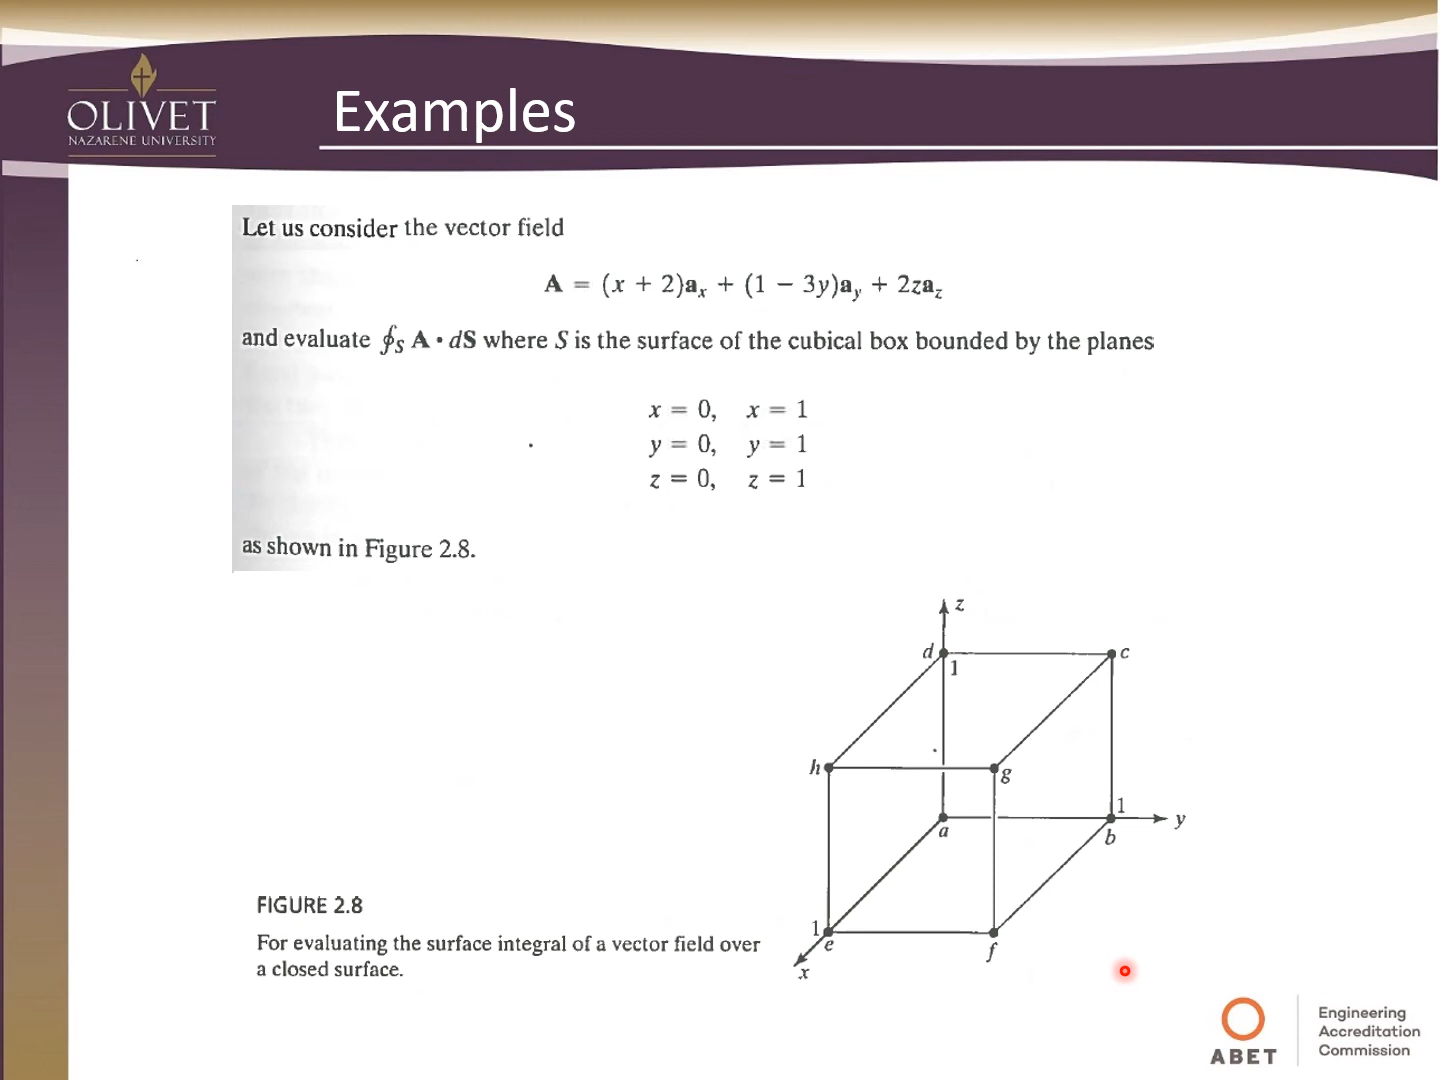 OLIVET
NAZARENE UNIVERSITY
Examples
Let us consider the vector field
A = (x + 2)aₓ + (1 − 3y)a_y + 2za_z
and evaluate ∮_S A • dS where S is the surface of the cubical box bounded by the planes
x = 0, x = 1
y = 0, y = 1
z = 0, z = 1
as shown in Figure 2.8.
z
d
c
1
h
g
1
y
a
b
1
e
f
x
FIGURE 2.8
For evaluating the surface integral of a vector field over
a closed surface.
ABET
Engineering
Accreditation
Commission